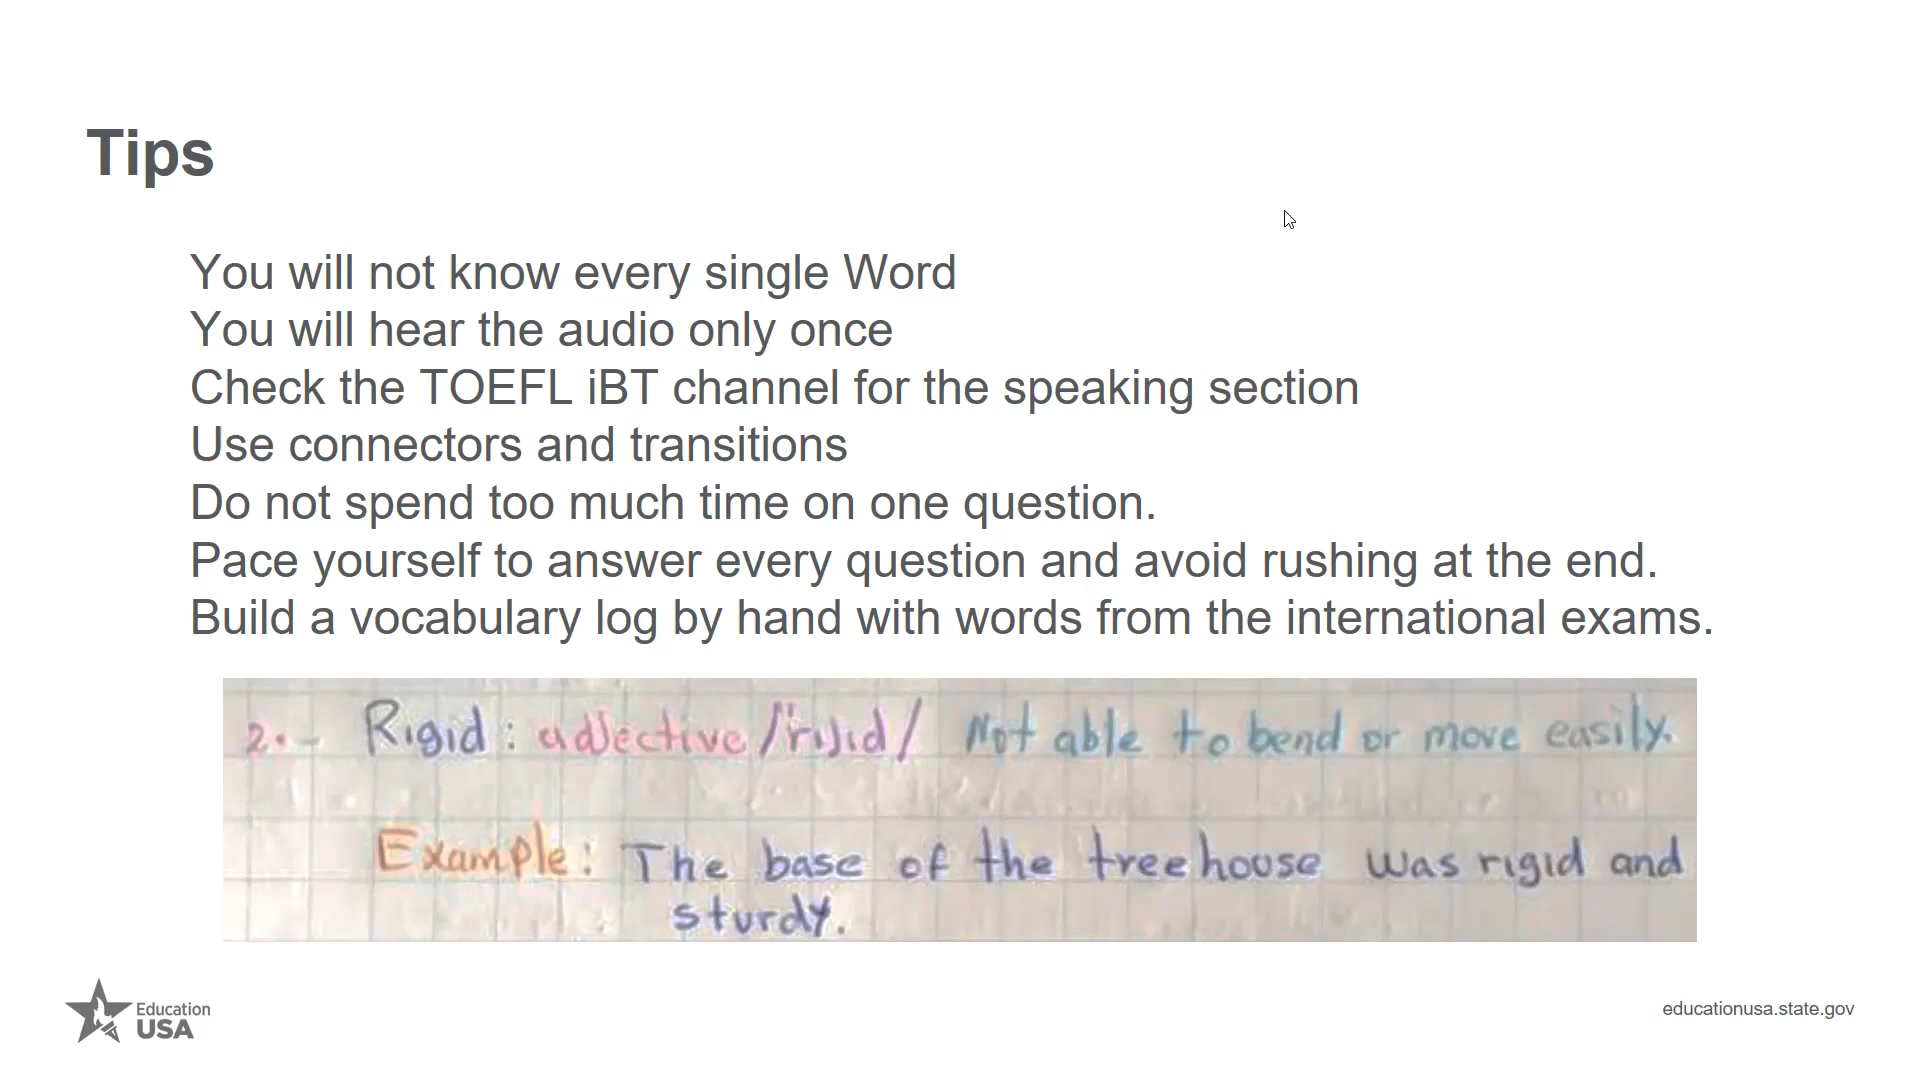 Tips
You will not know every single Word
You will hear the audio only once
Check the TOEFL iBT channel for the speaking section
Use connectors and transitions
Do not spend too much time on one question.
Pace yourself to answer every question and avoid rushing at the end.
Build a vocabulary log by hand with words from the international exams.
2.- Rigid: adjective /'rijid/ Not able to bend or move easily.
Example: The base of the treehouse was rigid and
sturdy.
Education
USA
educationusa.state.gov